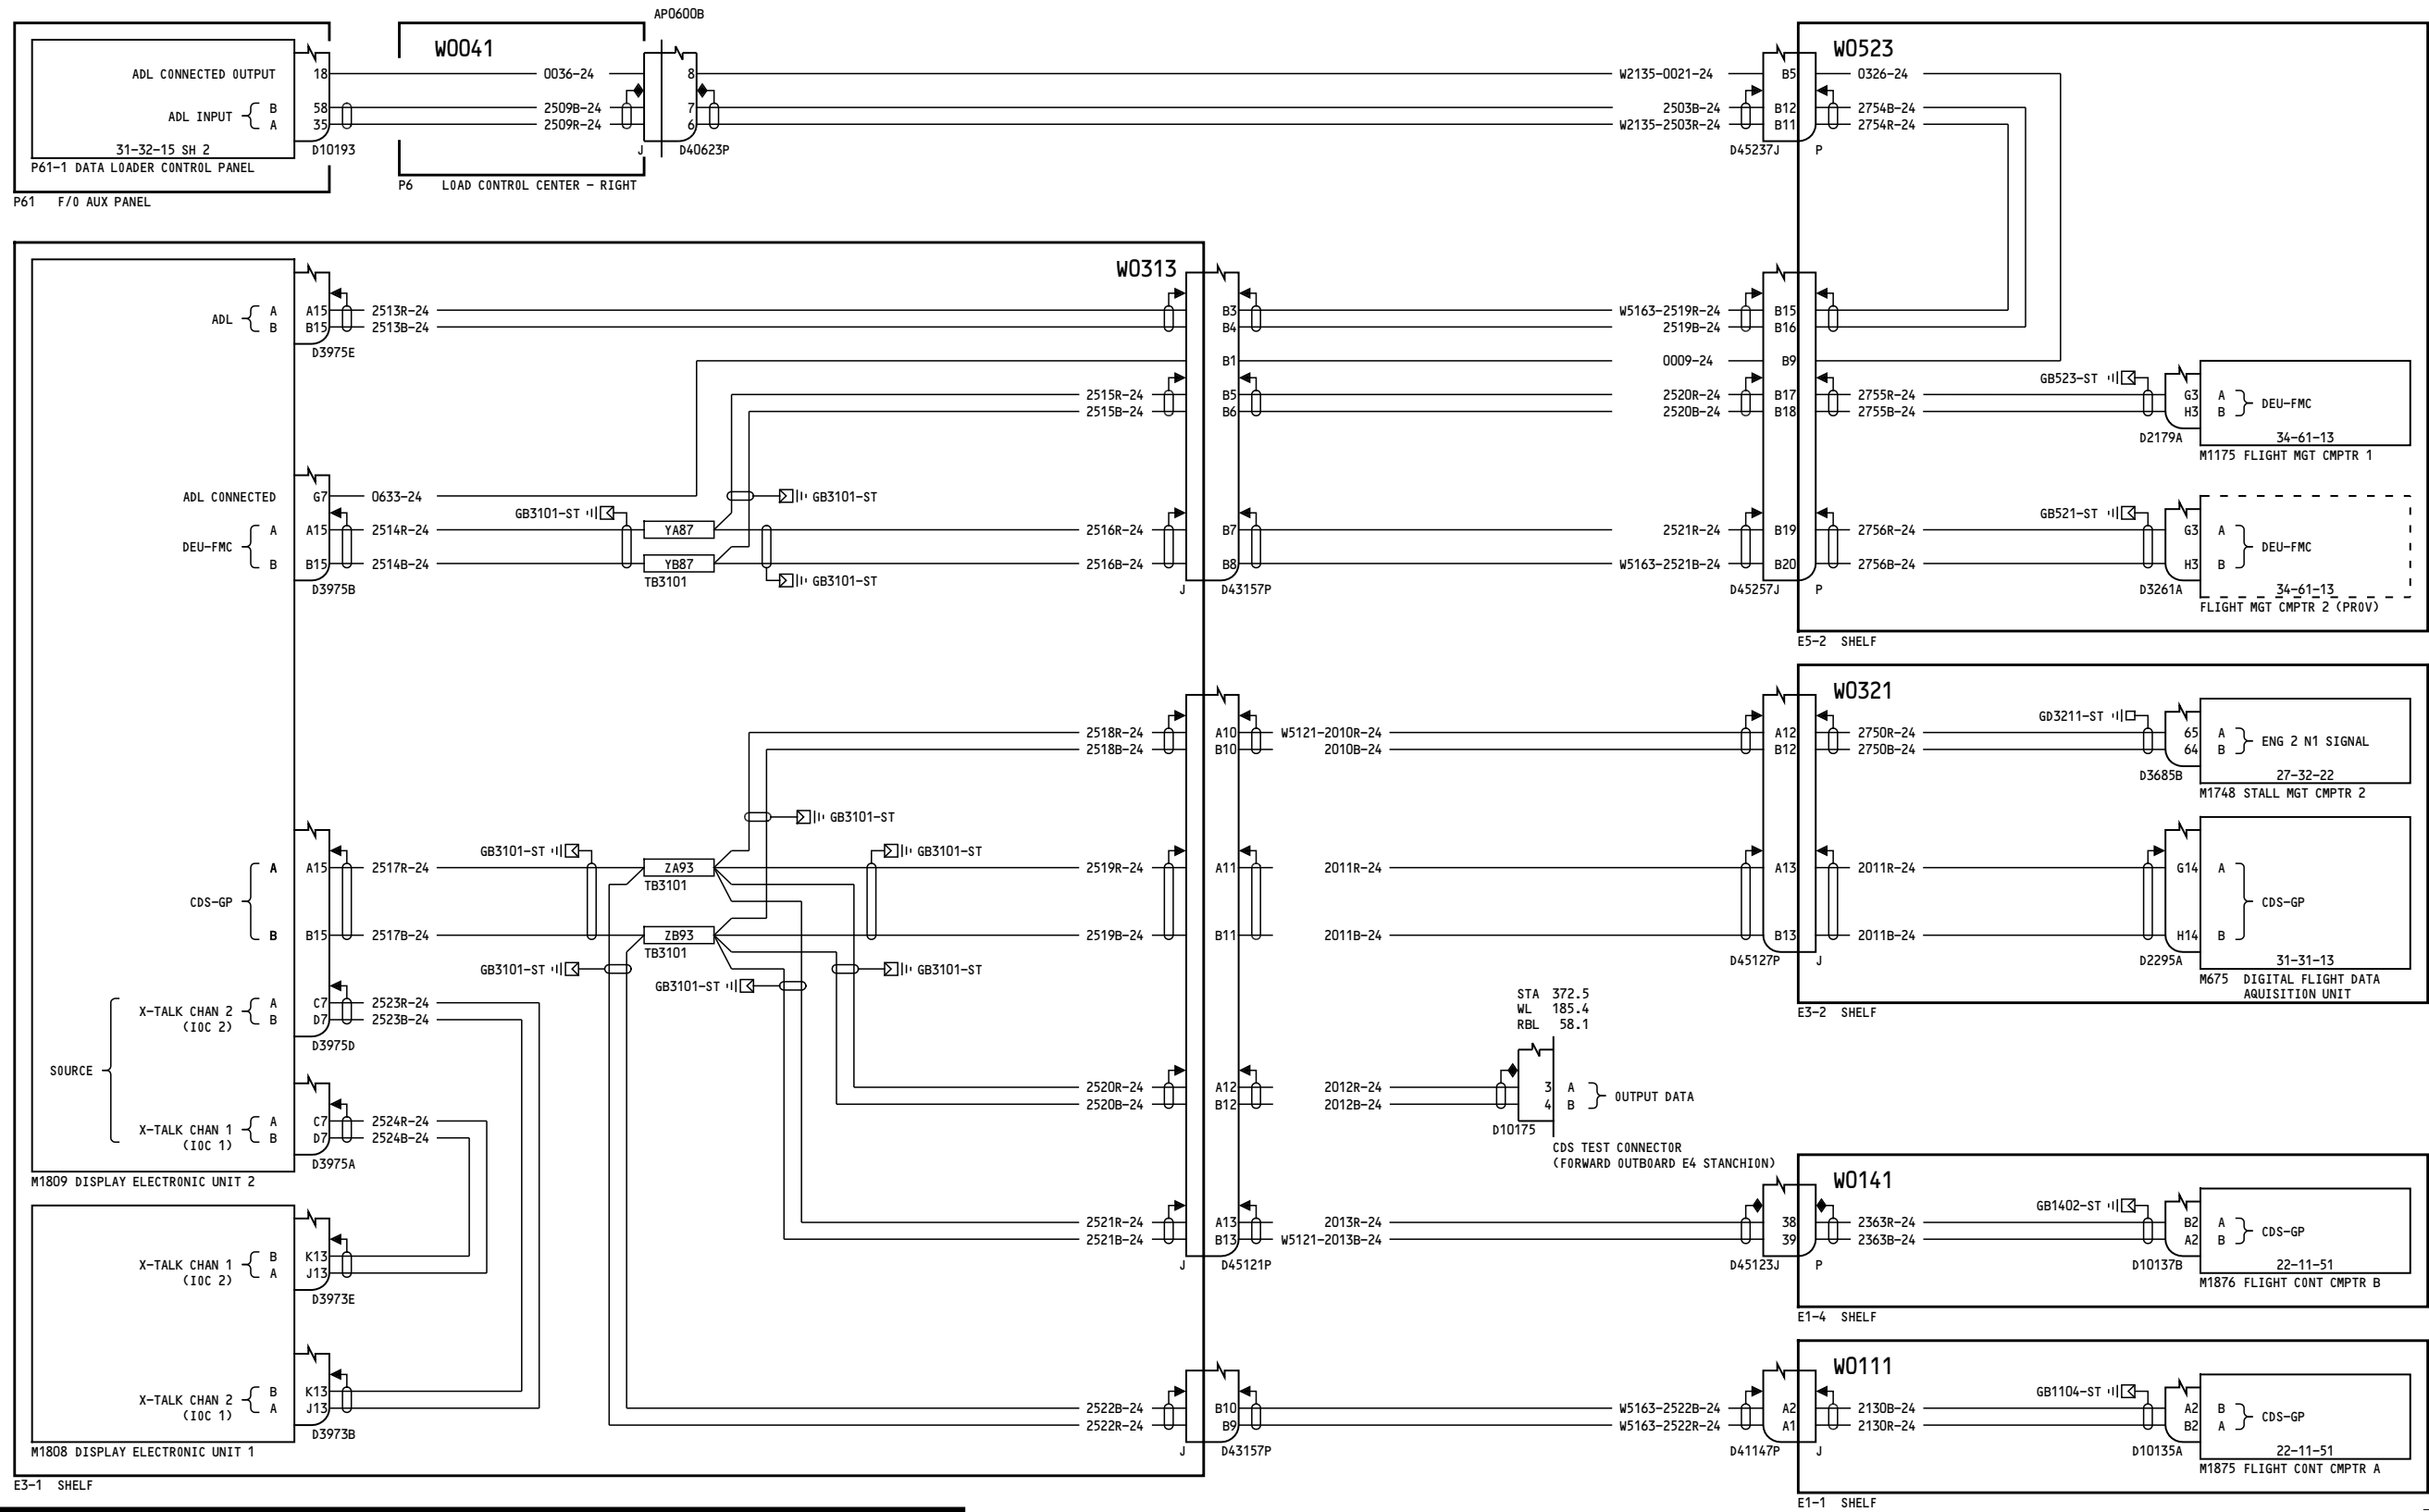 AP0600B
W0041
W0523
ADL CONNECTED OUTPUT 18 0036-24 8 W2135-0021-24 B5 0326-24
ADL INPUT B 58 2509B-24 7 2503B-24 B12 2754B-24
A 35 2509R-24 6 W2135-2503R-24 B11 2754R-24
31-32-15 SH 2 D10193 J D40623P D45237J P
P61-1 DATA LOADER CONTROL PANEL
P6 LOAD CONTROL CENTER - RIGHT
P61 F/O AUX PANEL
W0313
ADL A A15 2513R-24 B3 W5163-2519R-24 B15
B B15 2513B-24 B4 2519B-24 B16
D3975E
B1 0009-24 B9
GB523-ST
2515R-24 B5 2520R-24 B17 2755R-24 G3 A DEU-FMC
2515B-24 B6 2520B-24 B18 2755B-24 H3 B
D2179A 34-61-13
M1175 FLIGHT MGT CMPTR 1
ADL CONNECTED G7 0633-24 GB3101-ST
GB3101-ST GB521-ST
DEU-FMC A A15 2514R-24 YA87 2516R-24 B7 2521R-24 B19 2756R-24 G3 A DEU-FMC
B B15 2514B-24 YB87 2516B-24 B8 W5163-2521B-24 B20 2756B-24 H3 B
TB3101 GB3101-ST
D3975B J D43157P D45257J P D3261A 34-61-13
FLIGHT MGT CMPTR 2 (PROV)
E5-2 SHELF
W0321
GD3211-ST
2518R-24 A10 W5121-2010R-24 A12 2750R-24 65 A ENG 2 N1 SIGNAL
2518B-24 B10 2010B-24 B12 2750B-24 64 B
D3685B 27-32-22
M1748 STALL MGT CMPTR 2
GB3101-ST
GB3101-ST GB3101-ST
CDS-GP A A15 2517R-24 ZA93 2519R-24 A11 2011R-24 A13 2011R-24 G14 A CDS-GP
TB3101
B B15 2517B-24 ZB93 2519B-24 B11 2011B-24 B13 2011B-24 H14 B
TB3101
D45127P J D2295A 31-31-13
GB3101-ST GB3101-ST
GB3101-ST
M675 DIGITAL FLIGHT DATA
AQUISITION UNIT
E3-2 SHELF
STA 372.5
WL 185.4
RBL 58.1
SOURCE
X-TALK CHAN 2 A C7 2523R-24
(IOC 2) B D7 2523B-24
D3975D
2520R-24 A12 2012R-24 3 A OUTPUT DATA
2520B-24 B12 2012B-24 4 B
D10175
CDS TEST CONNECTOR
(FORWARD OUTBOARD E4 STANCHION)
X-TALK CHAN 1 A C7 2524R-24
(IOC 1) B D7 2524B-24
D3975A
M1809 DISPLAY ELECTRONIC UNIT 2
W0141
GB1402-ST
2521R-24 A13 2013R-24 38 2363R-24 B2 A CDS-GP
2521B-24 B13 W5121-2013B-24 39 2363B-24 A2 B
J D45121P D45123J P D10137B 22-11-51
M1876 FLIGHT CONT CMPTR B
E1-4 SHELF
X-TALK CHAN 1 B K13
(IOC 2) A J13
D3973E
W0111
GB1104-ST
X-TALK CHAN 2 B K13
(IOC 1) A J13
D3973B
2522B-24 B10 W5163-2522B-24 A2 2130B-24 A2 B CDS-GP
2522R-24 B9 W5163-2522R-24 A1 2130R-24 B2 A
J D43157P D41147P J D10135A 22-11-51
M1808 DISPLAY ELECTRONIC UNIT 1
M1875 FLIGHT CONT CMPTR A
E3-1 SHELF
E1-1 SHELF